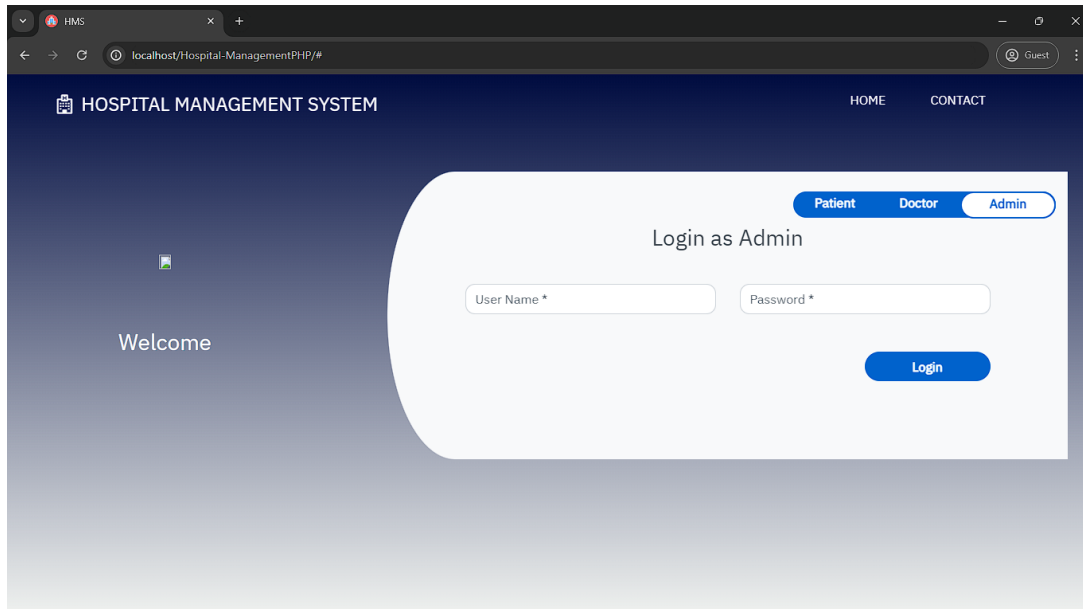 HMS
localhost/Hospital-ManagementPHP/#
Guest
HOSPITAL MANAGEMENT SYSTEM
HOME
CONTACT
Patient
Doctor
Admin
Login as Admin
User Name *
Password *
Welcome
Login